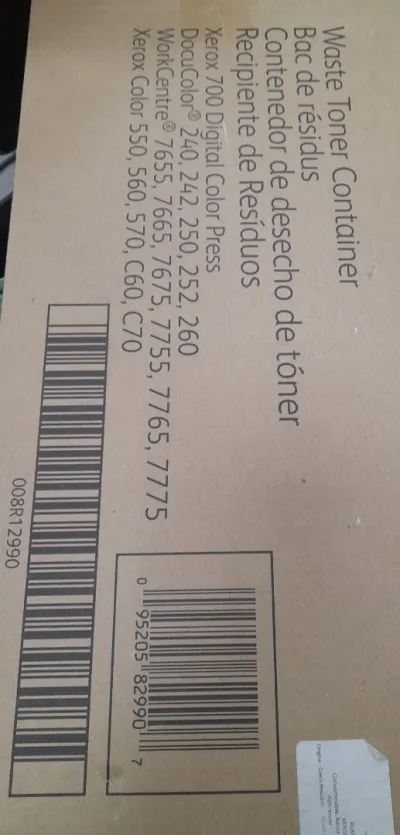 Waste Toner Container
Bac de résidus
Contenedor de desecho de tóner
Recipiente de Resíduos
Xerox 700 Digital Color Press
DocuColor® 240, 242, 250, 252, 260
WorkCentre® 7655, 7665, 7675, 7755, 7765, 7775
Xerox Color 550, 560, 570, C60, C70
008R12990
0 95205 82990 7